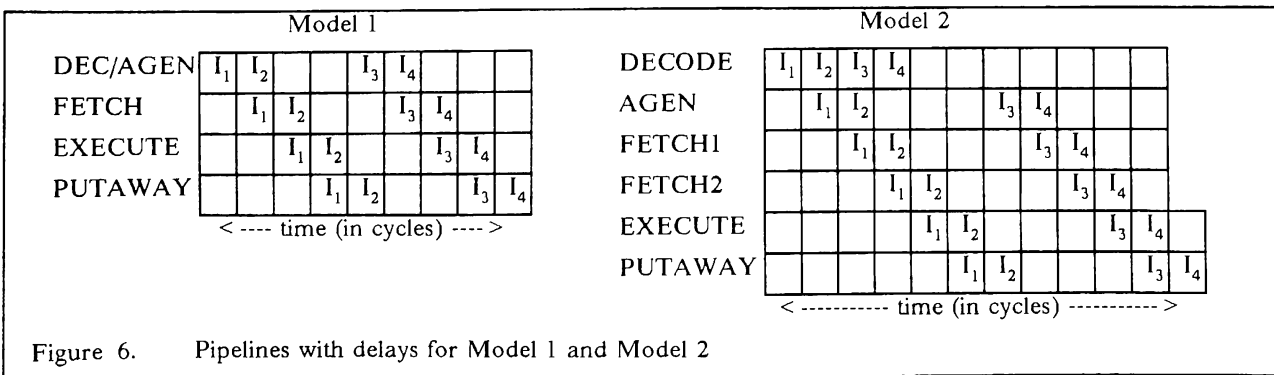 Model 1
DEC/AGEN I₁ I₂ I₃ I₄
FETCH I₁ I₂ I₃ I₄
EXECUTE I₁ I₂ I₃ I₄
PUTAWAY I₁ I₂ I₃ I₄
< ---- time (in cycles) ---- >
Model 2
DECODE I₁ I₂ I₃ I₄
AGEN I₁ I₂ I₃ I₄
FETCH1 I₁ I₂ I₃ I₄
FETCH2 I₁ I₂ I₃ I₄
EXECUTE I₁ I₂ I₃ I₄
PUTAWAY I₁ I₂ I₃ I₄
< ----------- time (in cycles) ----------- >
Figure 6. Pipelines with delays for Model 1 and Model 2